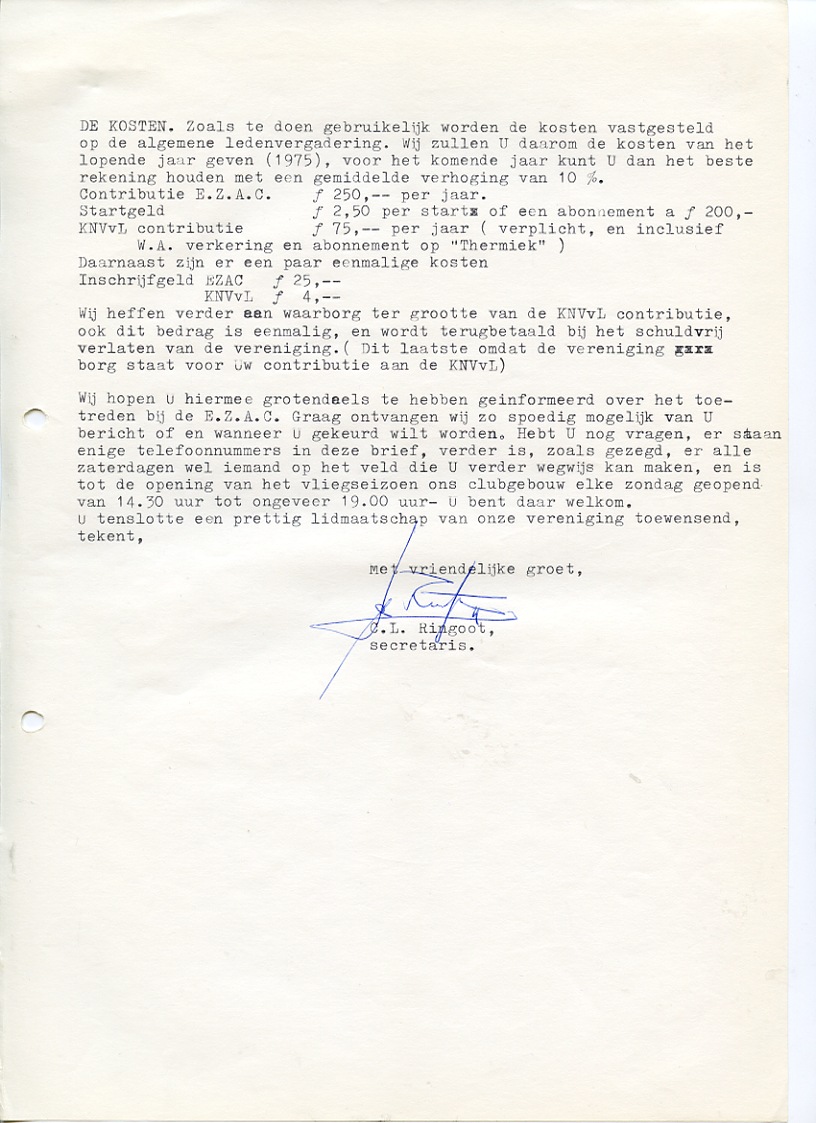 DE KOSTEN. Zoals te doen gebruikelijk worden de kosten vastgesteld
op de algemene ledenvergadering. Wij zullen U daarom de kosten van het
lopende jaar geven (1975), voor het komende jaar kunt U dan het beste
rekening houden met een gemiddelde verhoging van 10 %.
Contributie E.Z.A.C. ƒ 250,-- per jaar.
Startgeld ƒ 2,50 per start of een abonnement a ƒ 200,-
KNVvL contributie ƒ 75,-- per jaar ( verplicht, en inclusief
W.A. verkering en abonnement op "Thermiek" )
Daarnaast zijn er een paar eenmalige kosten
Inschrijfgeld EZAC ƒ 25,--
KNVvL ƒ 4,--
Wij heffen verder een waarborg ter grootte van de KNVvL contributie,
ook dit bedrag is eenmalig, en wordt terugbetaald bij het schuldvrij
verlaten van de vereniging.( Dit laatste omdat de vereniging
borg staat voor Uw contributie aan de KNVvL)
Wij hopen U hiermee grotendeels te hebben geinformeerd over het toe-
treden bij de E.Z.A.C. Graag ontvangen wij zo spoedig mogelijk van U
bericht of en wanneer U gekeurd wilt worden. Hebt U nog vragen, er staan
enige telefoonnummers in deze brief, verder is, zoals gezegd, er alle
zaterdagen wel iemand op het veld die U verder wegwijs kan maken, en is
tot de opening van het vliegseizoen ons clubgebouw elke zondag geopend
van 14.30 uur tot ongeveer 19.00 uur- U bent daar welkom.
U tenslotte een prettig lidmaatschap van onze vereniging toewensend,
tekent,
Met vriendelijke groet,
C.L. Ringoot,
secretaris.